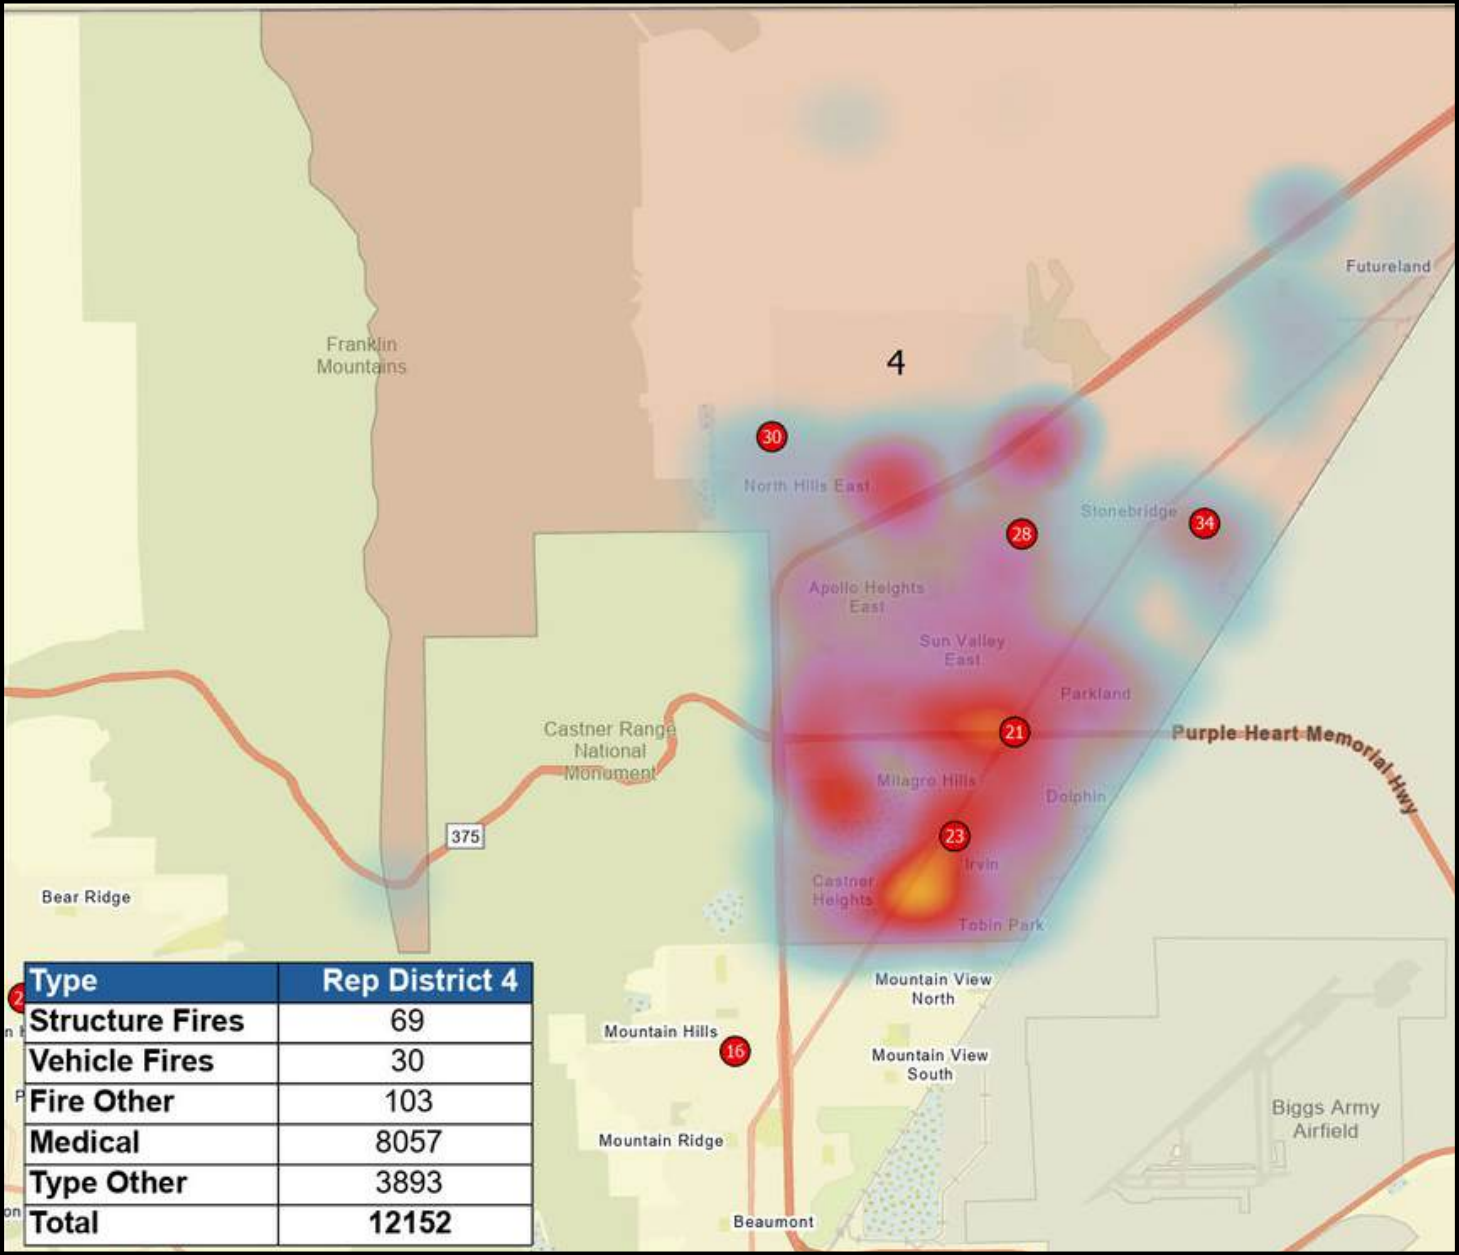 Futureland
Franklin
Mountains
4
30
North Hills East
Stonebridge
34
28
Apollo Heights
East
Sun Valley
East
Parkland
Castner Range
National
Monument
21
Purple Heart Memorial Hwy
Milagro Hills
Dolphin
375
23
Irvin
Castner
Heights
Bear Ridge
Tobin Park
Mountain View
North
Mountain Hills
16
Mountain View
South
Biggs Army
Airfield
Mountain Ridge
Beaumont
Type Rep District 4
Structure Fires 69
Vehicle Fires 30
Fire Other 103
Medical 8057
Type Other 3893
Total 12152